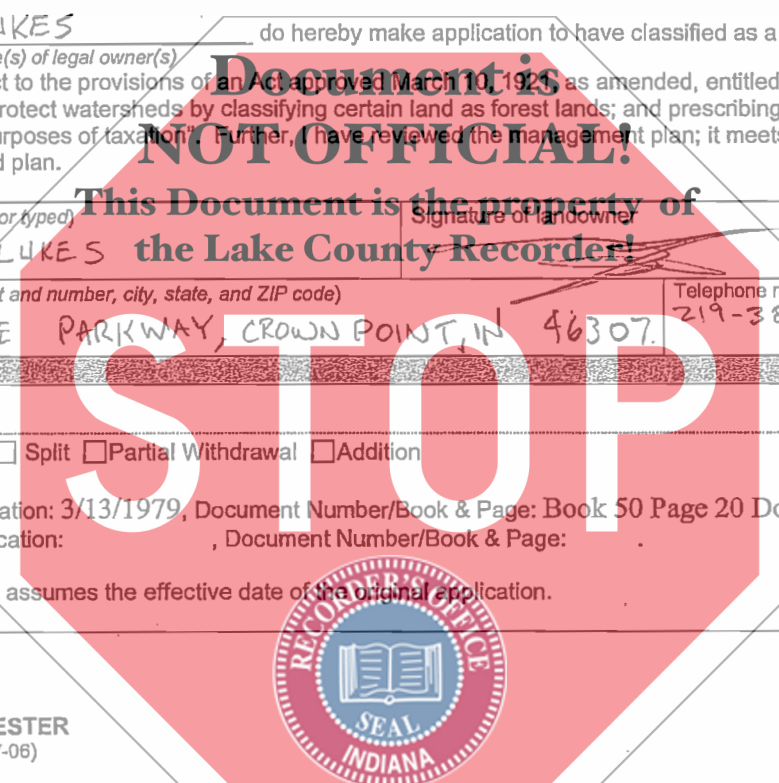 UKES do hereby make application to have classified as a
e(s) of legal owner(s)
Document is
ct to the provisions of an Act approved March 10, 1921, as amended, entitled
rotect watersheds by classifying certain land as forest lands; and prescribing
urposes of taxation". Further, I have reviewed the management plan; it meets
NOT OFFICIAL!
d plan.
This Document is the property of
or typed) Signature of landowner
LUKES the Lake County Recorder!
t and number, city, state, and ZIP code) Telephone n
E PARKWAY, CROWN POINT, IN 46307. 219-38
STOP
Split Partial Withdrawal Addition
ation: 3/13/1979, Document Number/Book & Page: Book 50 Page 20 Do
cation: , Document Number/Book & Page: .
assumes the effective date of the original application.
RECORDER'S OFFICE
SEAL
INDIANA
ESTER
-06)